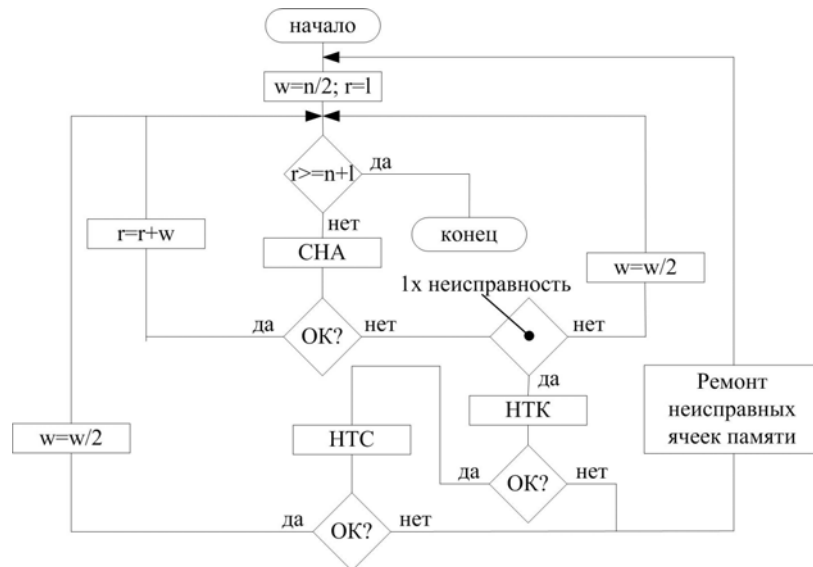 начало
w=n/2; r=l
r>=n+l
да
нет
конец
r=r+w
СНА
w=w/2
1х неисправность
да
ОК?
нет
нет
да
Ремонт
неисправных
ячеек памяти
НТК
w=w/2
НТС
да
ОК?
нет
да
ОК?
нет